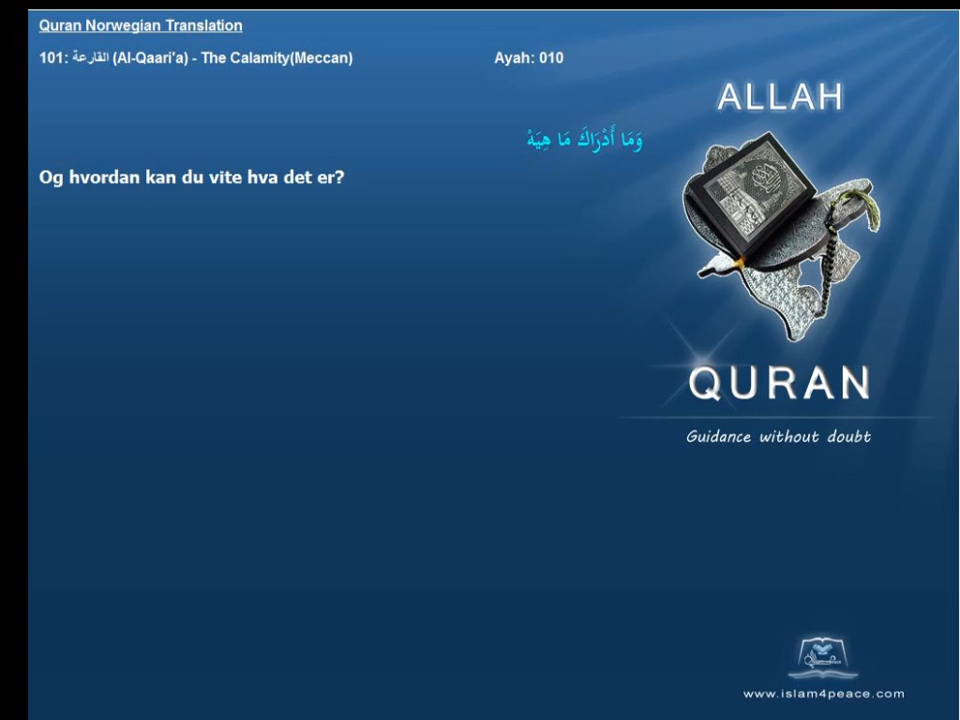 Quran Norwegian Translation
101: القارعة (Al-Qaari'a) - The Calamity(Meccan) Ayah: 010
ALLAH
وَمَا أَدْرَاكَ مَا هِيَهْ
Og hvordan kan du vite hva det er?
QURAN
Guidance without doubt
www.islam4peace.com